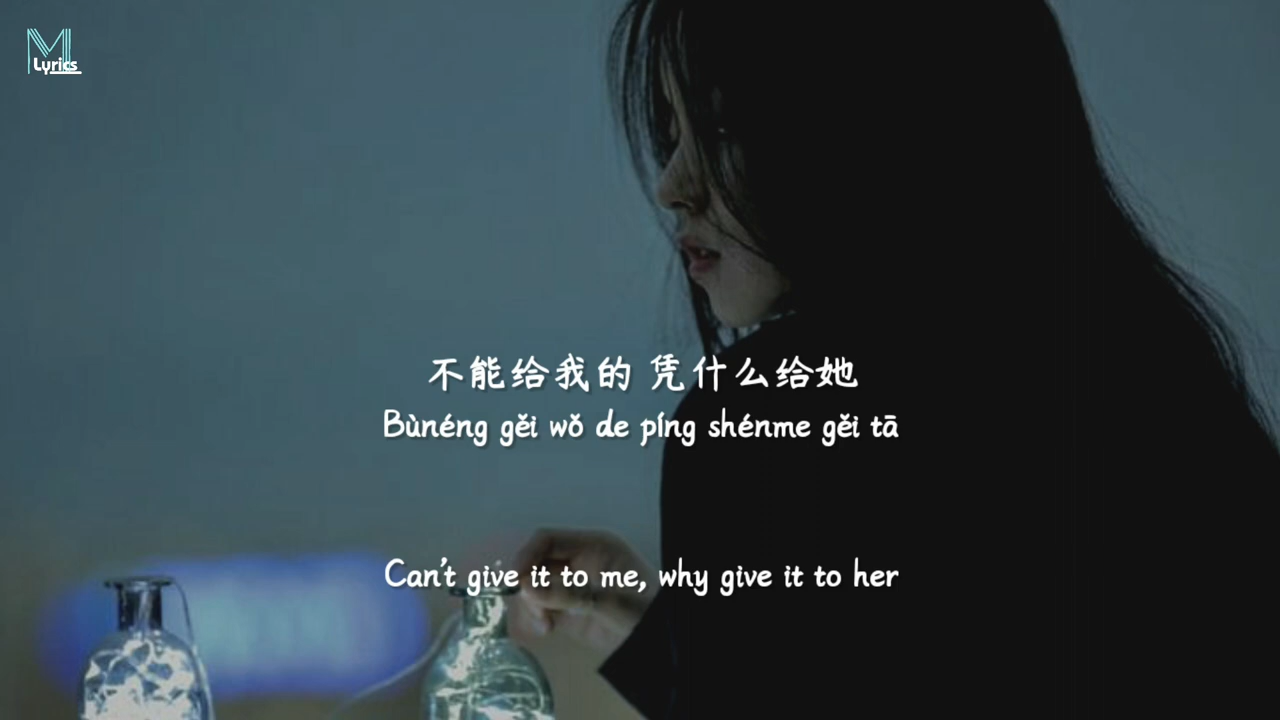 M
Lyrics
不能给我的 凭什么给她
Bùnéng gěi wǒ de píng shénme gěi tā
Can't give it to me, why give it to her